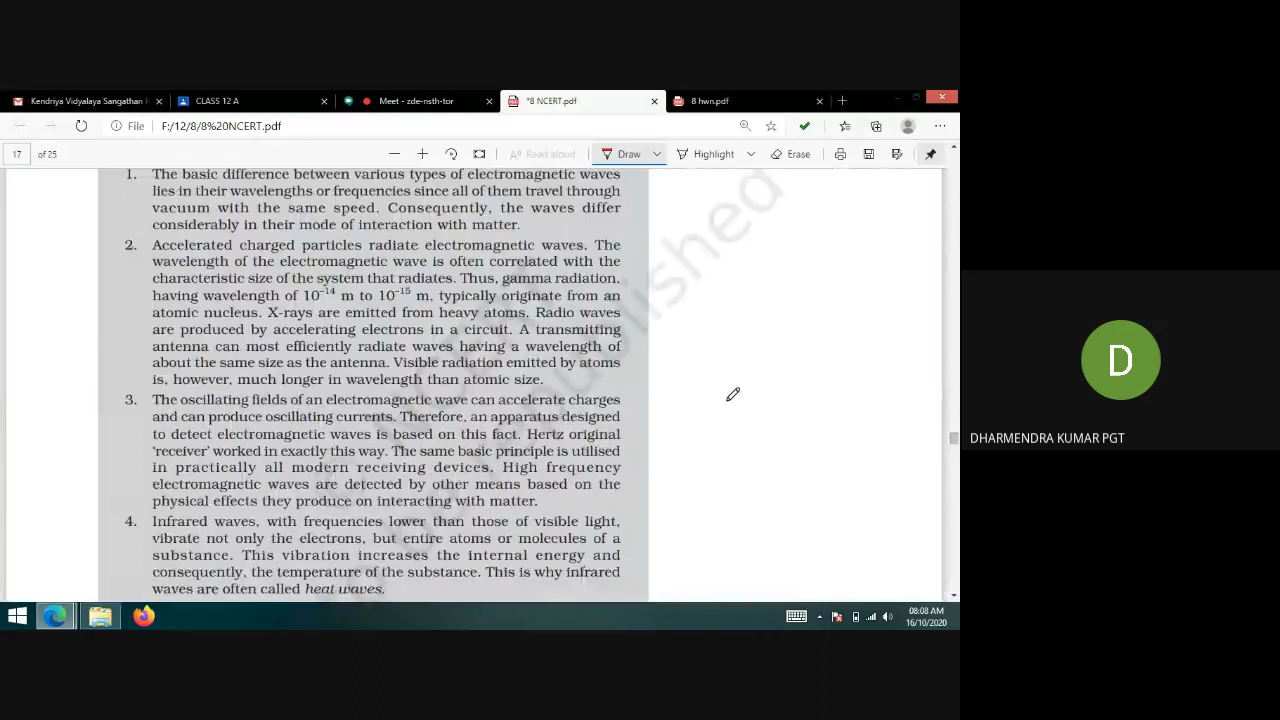 Kendriya Vidyalaya Sangathan
CLASS 12 A
Meet - zde-nsth-tor
*8 NCERT.pdf
8 hwn.pdf
File
F:/12/8/8%20NCERT.pdf
17 of 25
Read aloud
Draw
Highlight
Erase
1. The basic difference between various types of electromagnetic waves
lies in their wavelengths or frequencies since all of them travel through
vacuum with the same speed. Consequently, the waves differ
considerably in their mode of interaction with matter.
2. Accelerated charged particles radiate electromagnetic waves. The
wavelength of the electromagnetic wave is often correlated with the
characteristic size of the system that radiates. Thus, gamma radiation,
having wavelength of 10⁻¹⁴ m to 10⁻¹⁵ m, typically originate from an
atomic nucleus. X-rays are emitted from heavy atoms. Radio waves
are produced by accelerating electrons in a circuit. A transmitting
antenna can most efficiently radiate waves having a wavelength of
about the same size as the antenna. Visible radiation emitted by atoms
is, however, much longer in wavelength than atomic size.
3. The oscillating fields of an electromagnetic wave can accelerate charges
and can produce oscillating currents. Therefore, an apparatus designed
to detect electromagnetic waves is based on this fact. Hertz original
‘receiver’ worked in exactly this way. The same basic principle is utilised
in practically all modern receiving devices. High frequency
electromagnetic waves are detected by other means based on the
physical effects they produce on interacting with matter.
4. Infrared waves, with frequencies lower than those of visible light,
vibrate not only the electrons, but entire atoms or molecules of a
substance. This vibration increases the internal energy and
consequently, the temperature of the substance. This is why infrared
waves are often called heat waves.
be republished
D
DHARMENDRA KUMAR PGT
08:08 AM
16/10/2020